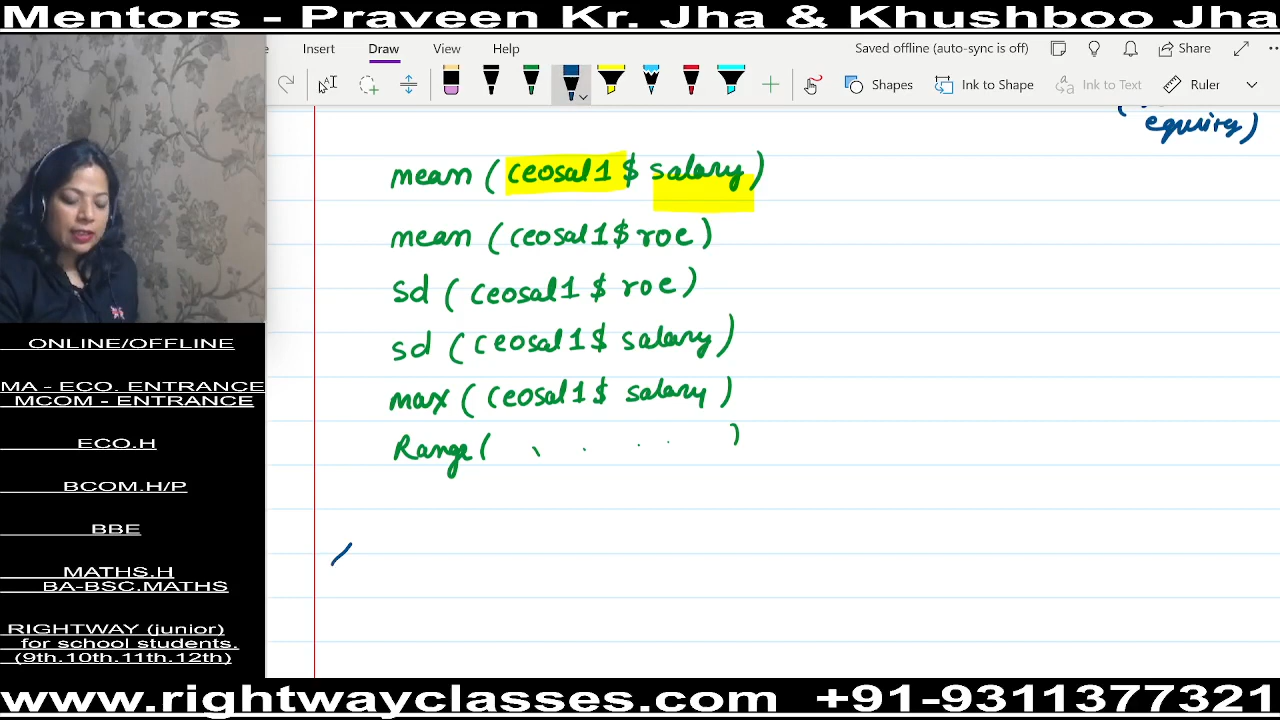 Mentors - Praveen Kr. Jha & Khushboo Jha
Insert Draw View Help Saved offline (auto-sync is off) Share
Shapes Ink to Shape Ink to Text Ruler
equires)
mean (ceosal1 $ salary)
mean (ceosal1 $ roe)
sd (ceosal1 $ roe)
sd (ceosal1 $ salary)
max (ceosal1 $ salary)
Range( )
ONLINE/OFFLINE
MA - ECO. ENTRANCE
MCOM - ENTRANCE
ECO.H
BCOM.H/P
BBE
MATHS.H
BA-BSC.MATHS
RIGHTWAY (junior)
for school students.
(9th.10th.11th.12th)
www.rightwayclasses.com +91-9311377321